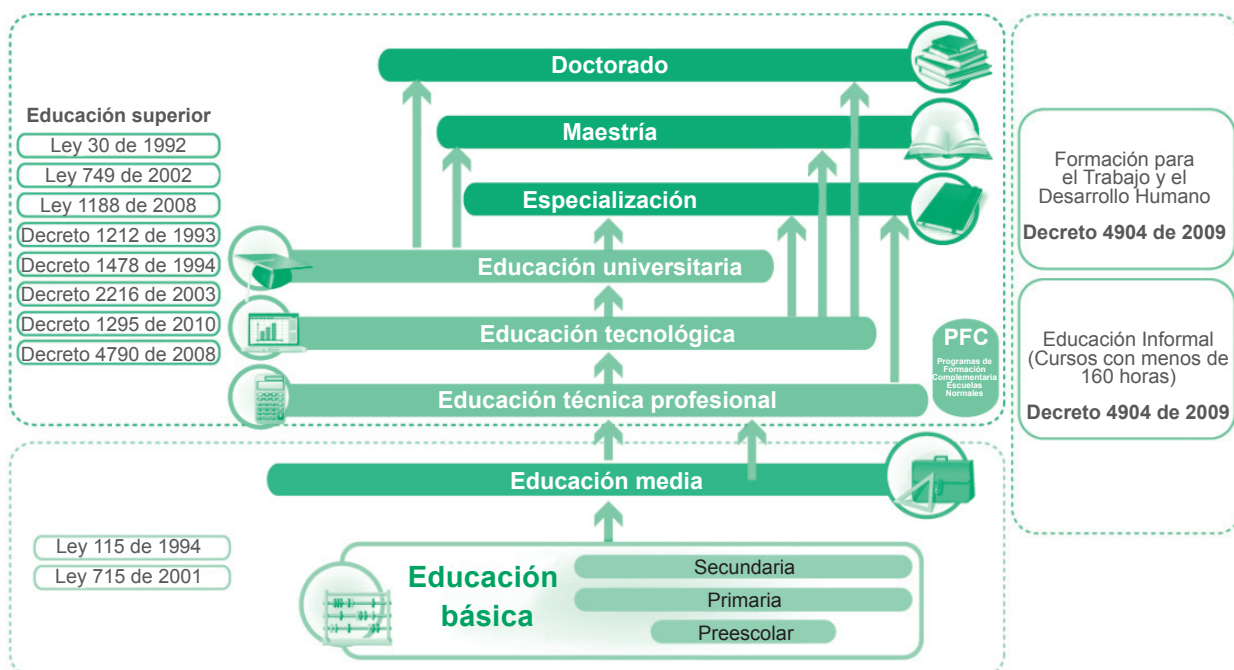 Doctorado
Maestría
Especialización
Educación superior
Ley 30 de 1992
Ley 749 de 2002
Ley 1188 de 2008
Decreto 1212 de 1993
Decreto 1478 de 1994
Decreto 2216 de 2003
Decreto 1295 de 2010
Decreto 4790 de 2008
Educación universitaria
Educación tecnológica
Educación técnica profesional
PFC
Programas de
Formación
Complementaria
Escuelas
Normales
Formación para
el Trabajo y el
Desarrollo Humano
Decreto 4904 de 2009
Educación Informal
(Cursos con menos de
160 horas)
Decreto 4904 de 2009
Educación media
Ley 115 de 1994
Ley 715 de 2001
Educación
básica
Secundaria
Primaria
Preescolar